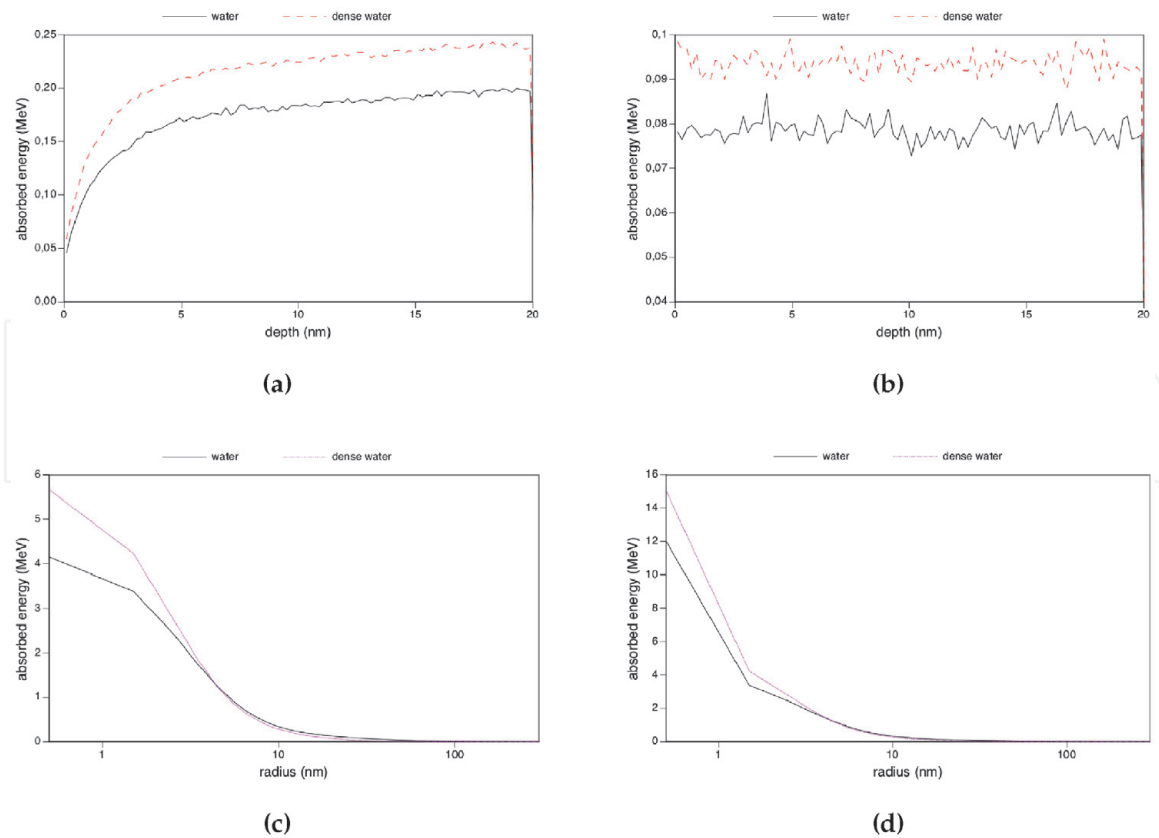 water dense water
0,25
0,20
0,15
0,10
0,05
0,00
absorbed energy (MeV)
0 5 10 15 20
depth (nm)
(a)
water dense water
0,1
0,09
0,08
0,07
0,06
0,05
0,04
absorbed energy (MeV)
0 5 10 15 20
depth (nm)
(b)
water dense water
6
5
4
3
2
1
0
absorbed energy (MeV)
1 10 100
radius (nm)
(c)
water dense water
16
14
12
10
8
6
4
2
0
absorbed energy (MeV)
1 10 100
radius (nm)
(d)